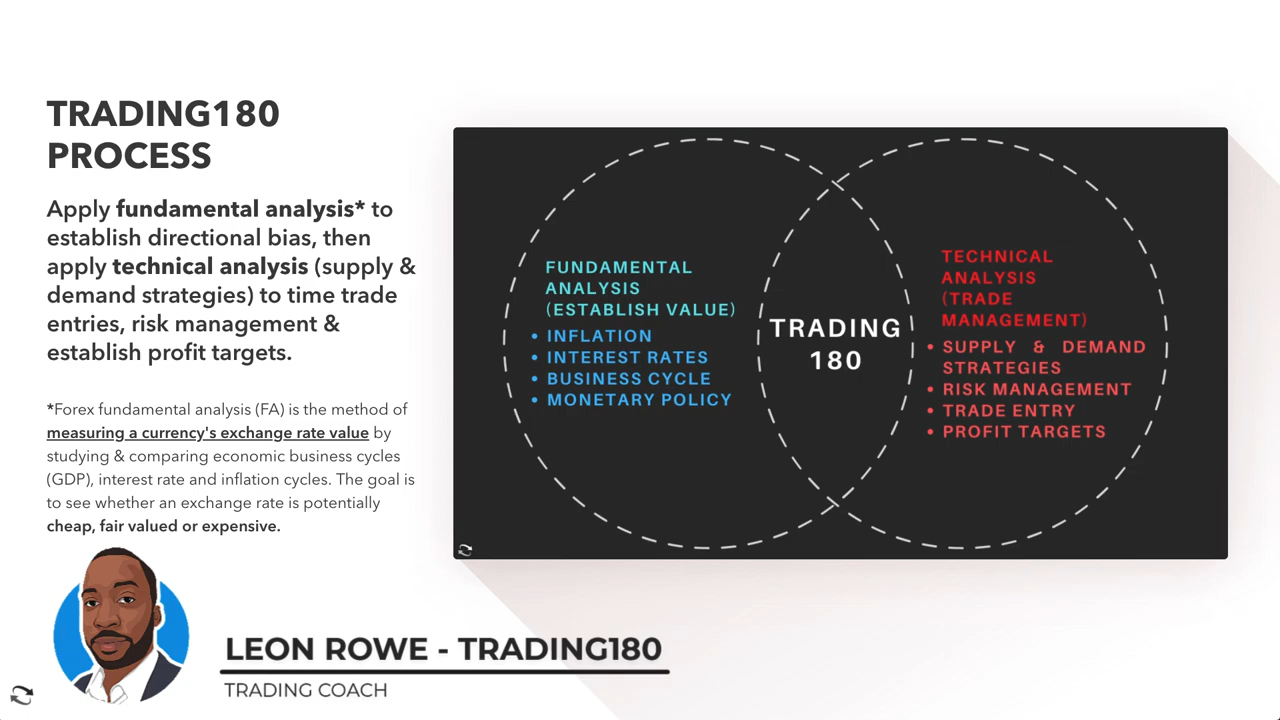 TRADING180
PROCESS
Apply fundamental analysis* to
establish directional bias, then
apply technical analysis (supply &
demand strategies) to time trade
entries, risk management &
establish profit targets.
*Forex fundamental analysis (FA) is the method of
measuring a currency's exchange rate value by
studying & comparing economic business cycles
(GDP), interest rate and inflation cycles. The goal is
to see whether an exchange rate is potentially
cheap, fair valued or expensive.
FUNDAMENTAL
ANALYSIS
(ESTABLISH VALUE)
• INFLATION
• INTEREST RATES
• BUSINESS CYCLE
• MONETARY POLICY
TRADING
180
TECHNICAL
ANALYSIS
(TRADE
MANAGEMENT)
• SUPPLY & DEMAND
STRATEGIES
• RISK MANAGEMENT
• TRADE ENTRY
• PROFIT TARGETS
LEON ROWE - TRADING180
TRADING COACH